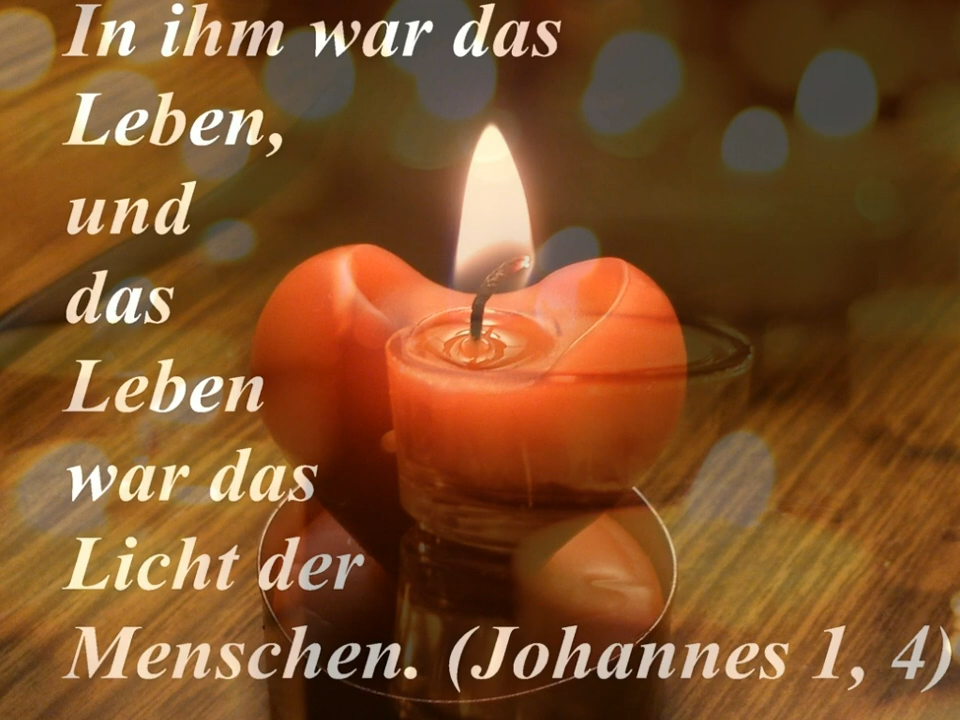 In ihm war das
Leben,
und
das
Leben
war das
Licht der
Menschen. (Johannes 1, 4)